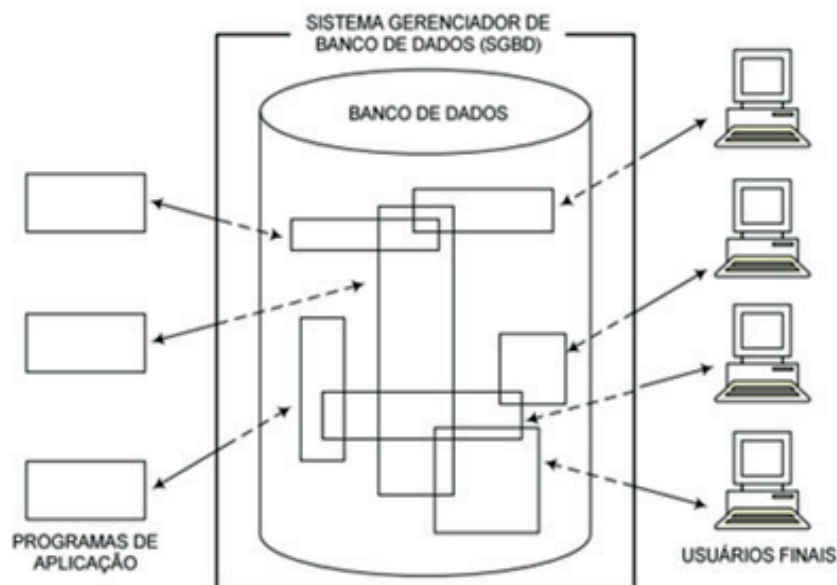 SISTEMA GERENCIADOR DE
BANCO DE DADOS (SGBD)
BANCO DE DADOS
PROGRAMAS DE
APLICAÇÃO
USUÁRIOS FINAIS